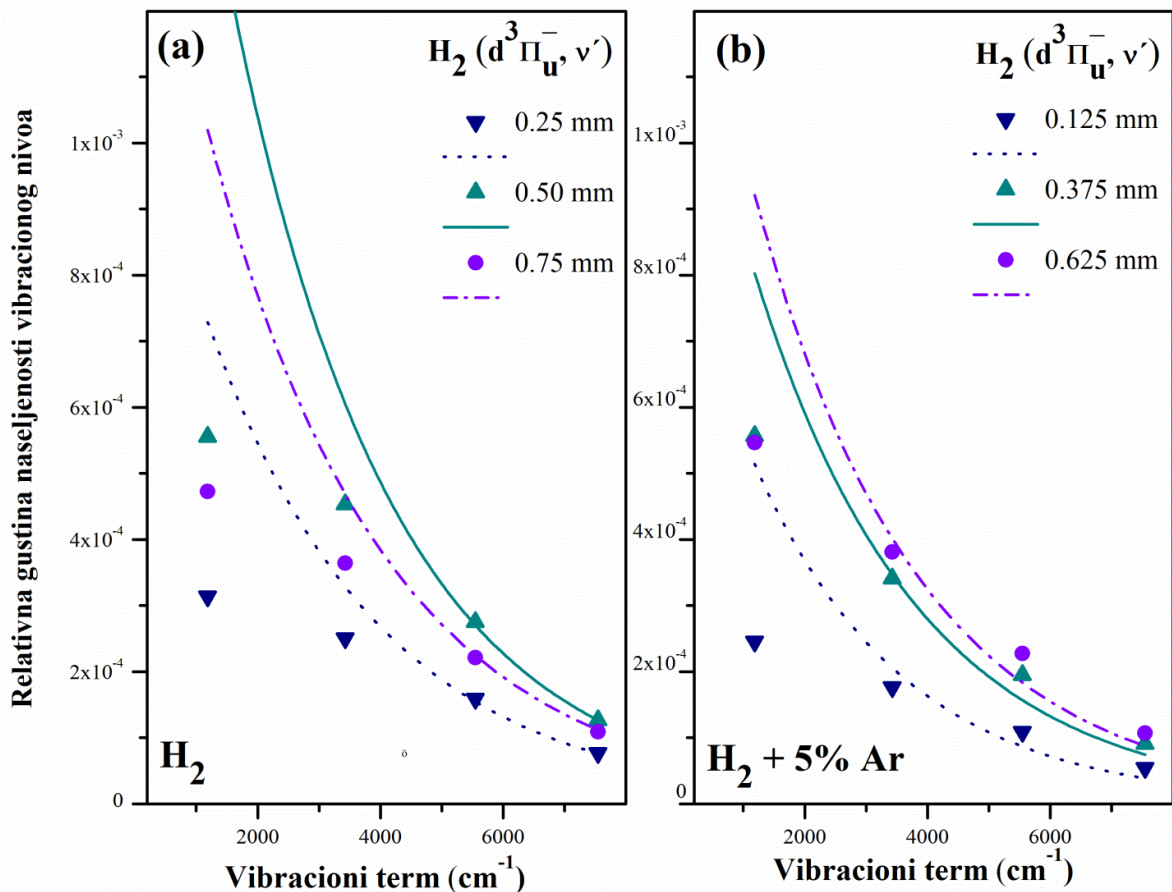 Relativna gustina naseljenosti vibracionog nivoa
(a)
H₂ (d³Π̅ᵤ, ν′)
0.25 mm
0.50 mm
0.75 mm
1x10⁻³
8x10⁻⁴
6x10⁻⁴
4x10⁻⁴
2x10⁻⁴
0
H₂
2000 4000 6000
Vibracioni term (cm⁻¹)
(b)
H₂ (d³Π̅ᵤ, ν′)
0.125 mm
0.375 mm
0.625 mm
1x10⁻³
8x10⁻⁴
6x10⁻⁴
4x10⁻⁴
2x10⁻⁴
0
H₂ + 5% Ar
2000 4000 6000
Vibracioni term (cm⁻¹)